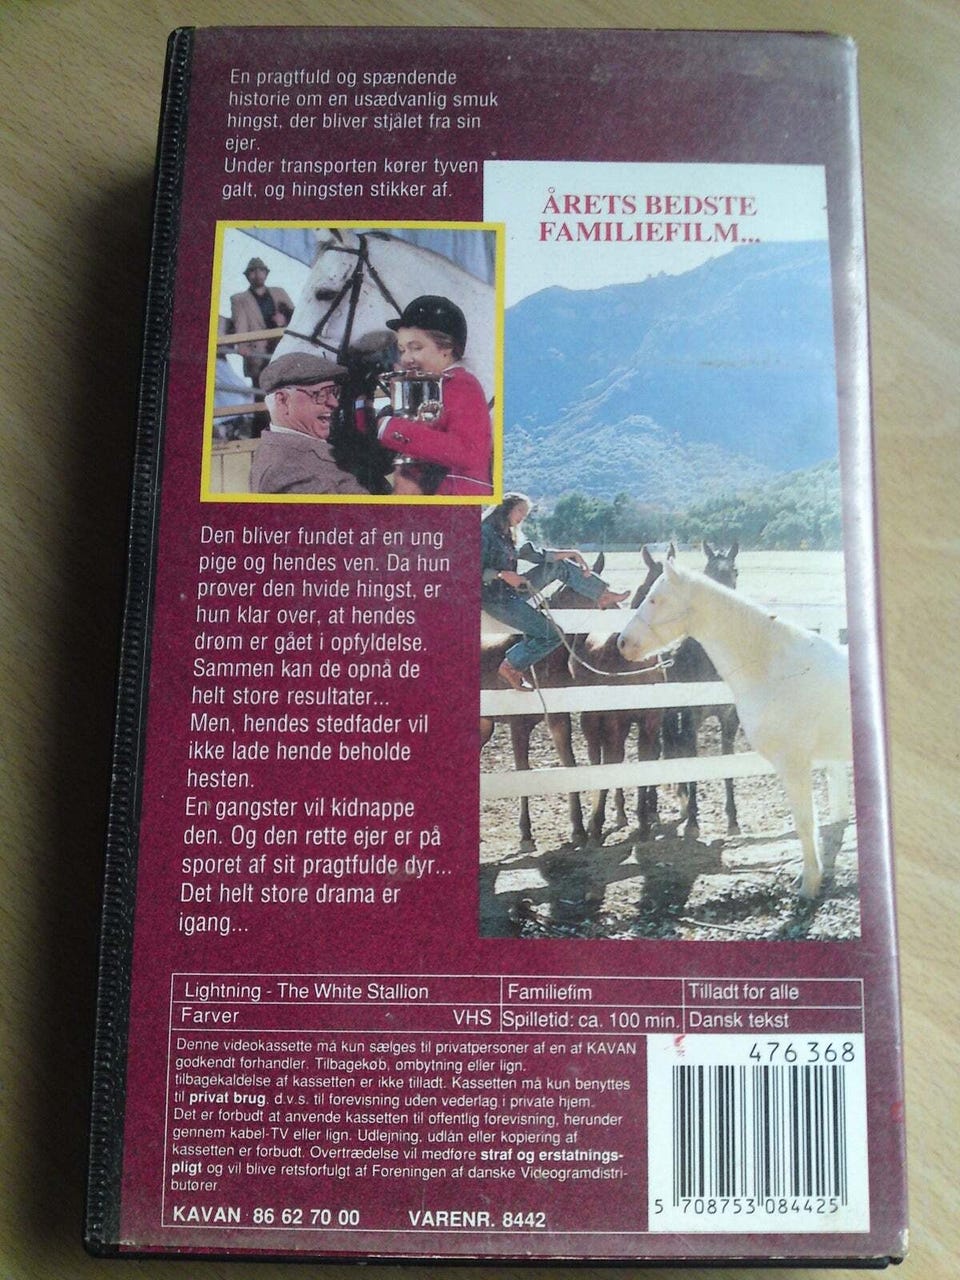 En pragtfuld og spændende
historie om en usædvanlig smuk
hingst, der bliver stjålet fra sin
ejer.
Under transporten kører tyven
galt, og hingsten stikker af.
ÅRETS BEDSTE
FAMILIEFILM...
Den bliver fundet af en ung
pige og hendes ven. Da hun
prøver den hvide hingst, er
hun klar over, at hendes
drøm er gået i opfyldelse.
Sammen kan de opnå de
helt store resultater...
Men, hendes stedfader vil
ikke lade hende beholde
hesten.
En gangster vil kidnappe
den. Og den rette ejer er på
sporet af sit pragtfulde dyr...
Det helt store drama er
igang...
Lightning - The White Stallion Familiefim Tilladt for alle
Farver VHS Spilletid: ca. 100 min. Dansk tekst
Denne videokassette må kun sælges til privatpersoner af en af KAVAN
godkendt forhandler. Tilbagekøb, ombytning eller lign.
tilbagekaldelse af kassetten er ikke tilladt. Kassetten må kun benyttes
til privat brug, d.v.s. til forevisning uden vederlag i private hjem.
Det er forbudt at anvende kassetten til offentlig forevisning, herunder
gennem kabel-TV eller lign. Udlejning, udlån eller kopiering af
kassetten er forbudt. Overtrædelse vil medføre straf og erstatnings-
pligt og vil blive retsforfulgt af Foreningen af danske Videogramdistri-
butører.
KAVAN 86 62 70 00 VARENR. 8442
476368
5 708753 084425